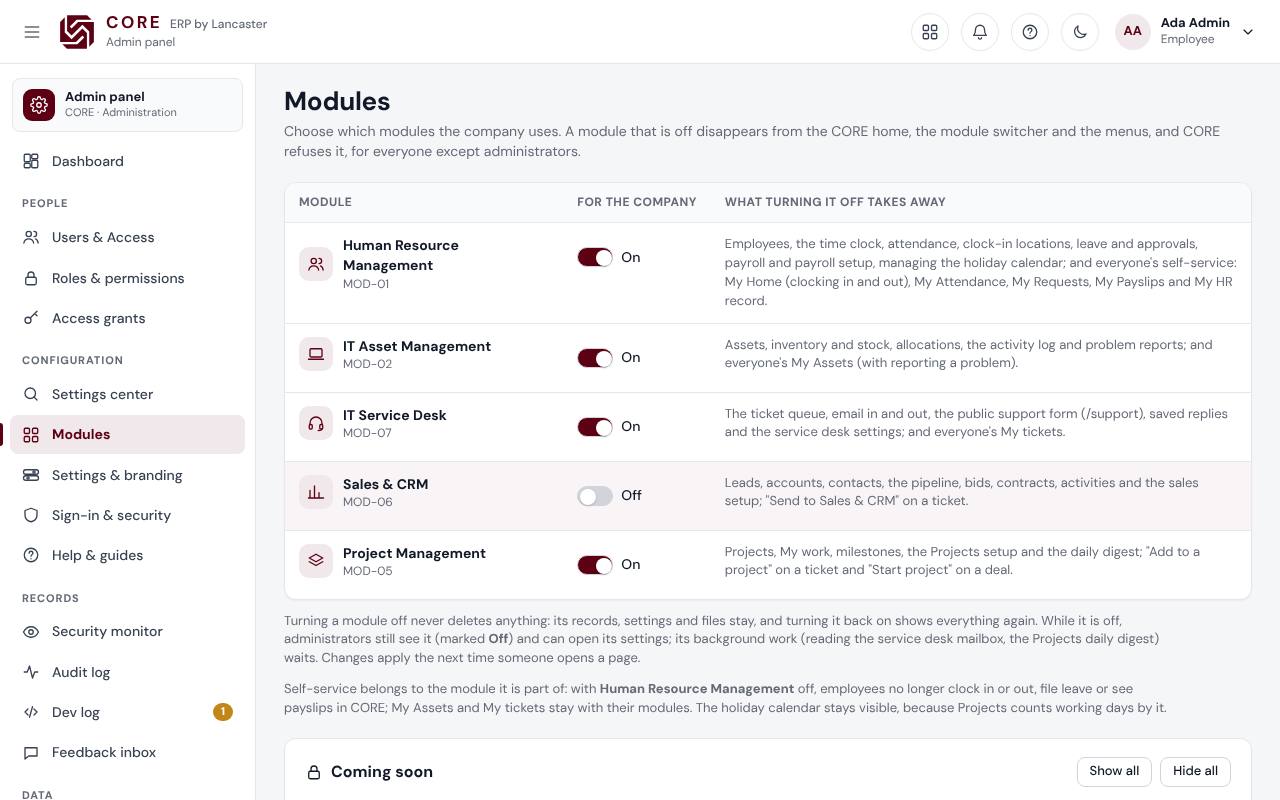 CORE ERP by Lancaster
Admin panel
AA
Ada Admin
Employee
Admin panel
CORE · Administration
Dashboard
PEOPLE
Users & Access
Roles & permissions
Access grants
CONFIGURATION
Settings center
Modules
Settings & branding
Sign-in & security
Help & guides
RECORDS
Security monitor
Audit log
Dev log 1
Feedback inbox
DATA
Modules
Choose which modules the company uses. A module that is off disappears from the CORE home, the module switcher and the menus, and CORE
refuses it, for everyone except administrators.
MODULE FOR THE COMPANY WHAT TURNING IT OFF TAKES AWAY
Human Resource
Management
MOD-01
On
Employees, the time clock, attendance, clock-in locations, leave and approvals,
payroll and payroll setup, managing the holiday calendar; and everyone's self-service:
My Home (clocking in and out), My Attendance, My Requests, My Payslips and My HR
record.
IT Asset Management
MOD-02
On
Assets, inventory and stock, allocations, the activity log and problem reports; and
everyone's My Assets (with reporting a problem).
IT Service Desk
MOD-07
On
The ticket queue, email in and out, the public support form (/support), saved replies
and the service desk settings; and everyone's My tickets.
Sales & CRM
MOD-06
Off
Leads, accounts, contacts, the pipeline, bids, contracts, activities and the sales
setup; "Send to Sales & CRM" on a ticket.
Project Management
MOD-05
On
Projects, My work, milestones, the Projects setup and the daily digest; "Add to a
project" on a ticket and "Start project" on a deal.
Turning a module off never deletes anything: its records, settings and files stay, and turning it back on shows everything again. While it is off,
administrators still see it (marked Off) and can open its settings; its background work (reading the service desk mailbox, the Projects daily digest)
waits. Changes apply the next time someone opens a page.
Self-service belongs to the module it is part of: with Human Resource Management off, employees no longer clock in or out, file leave or see
payslips in CORE; My Assets and My tickets stay with their modules. The holiday calendar stays visible, because Projects counts working days by it.
Coming soon
Show all
Hide all